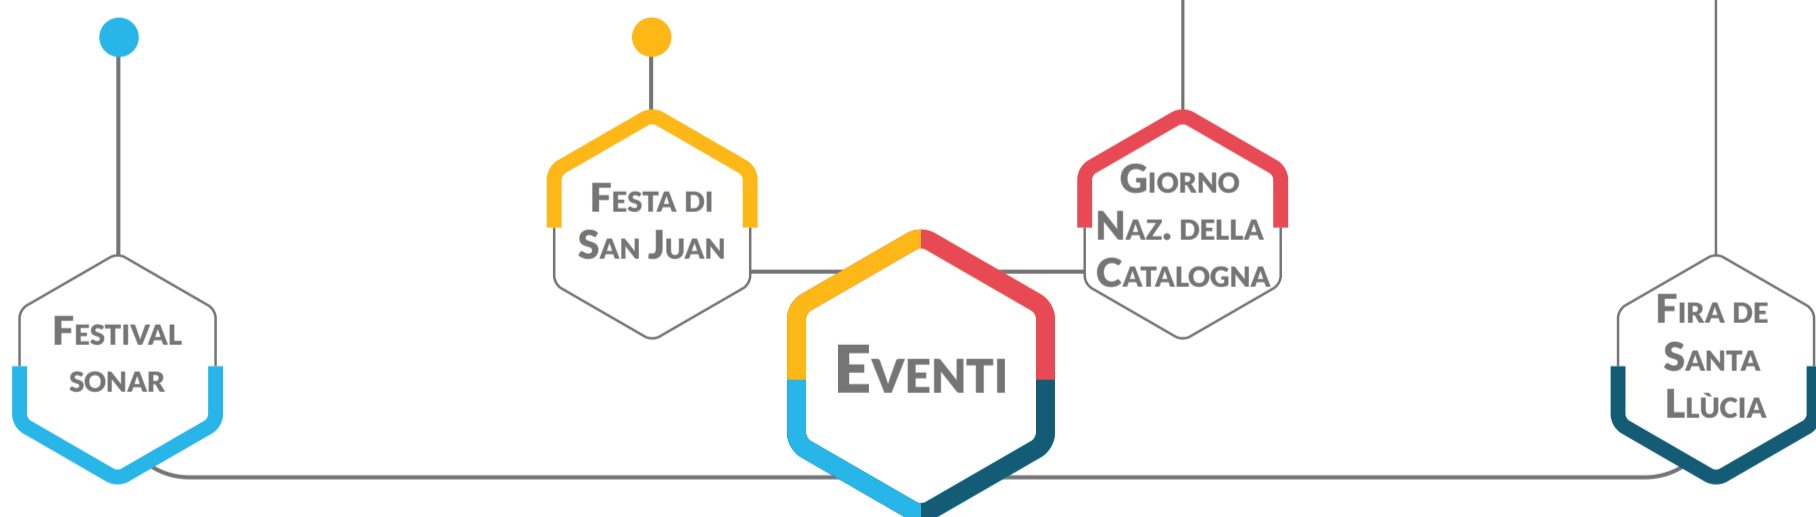 Festival
sonar
Festa di
San Juan
Eventi
Giorno
Naz. della
Catalogna
Fira de
Santa
Llùcia